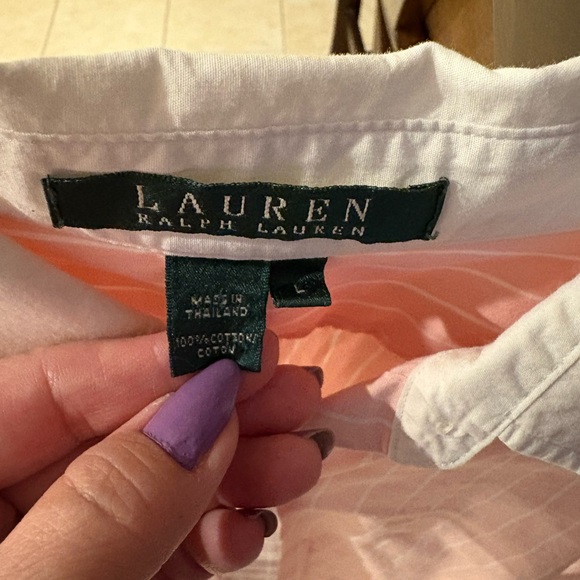 LAUREN
RALPH LAUREN
L
MADE IN
THAILAND
100% COTTON/
COTON